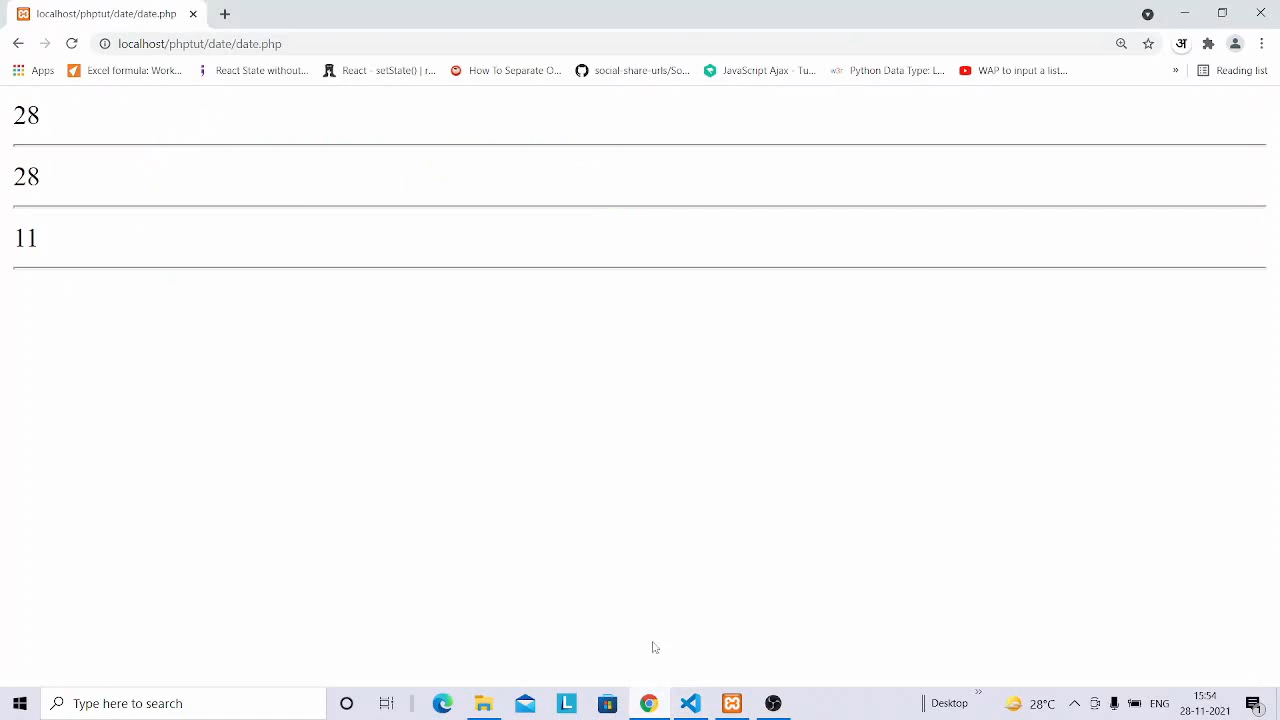 localhost/phptut/date/date.php
localhost/phptut/date/date.php
अ
Apps
Excel formula: Work...
React State without...
React - setState() | r...
How To Separate O...
social-share-urls/So...
JavaScript Ajax - Tu...
Python Data Type: L...
WAP to input a list...
»
Reading list
28
28
11
Type here to search
L
Desktop
»
28°C
ENG
15:54
28-11-2021
1